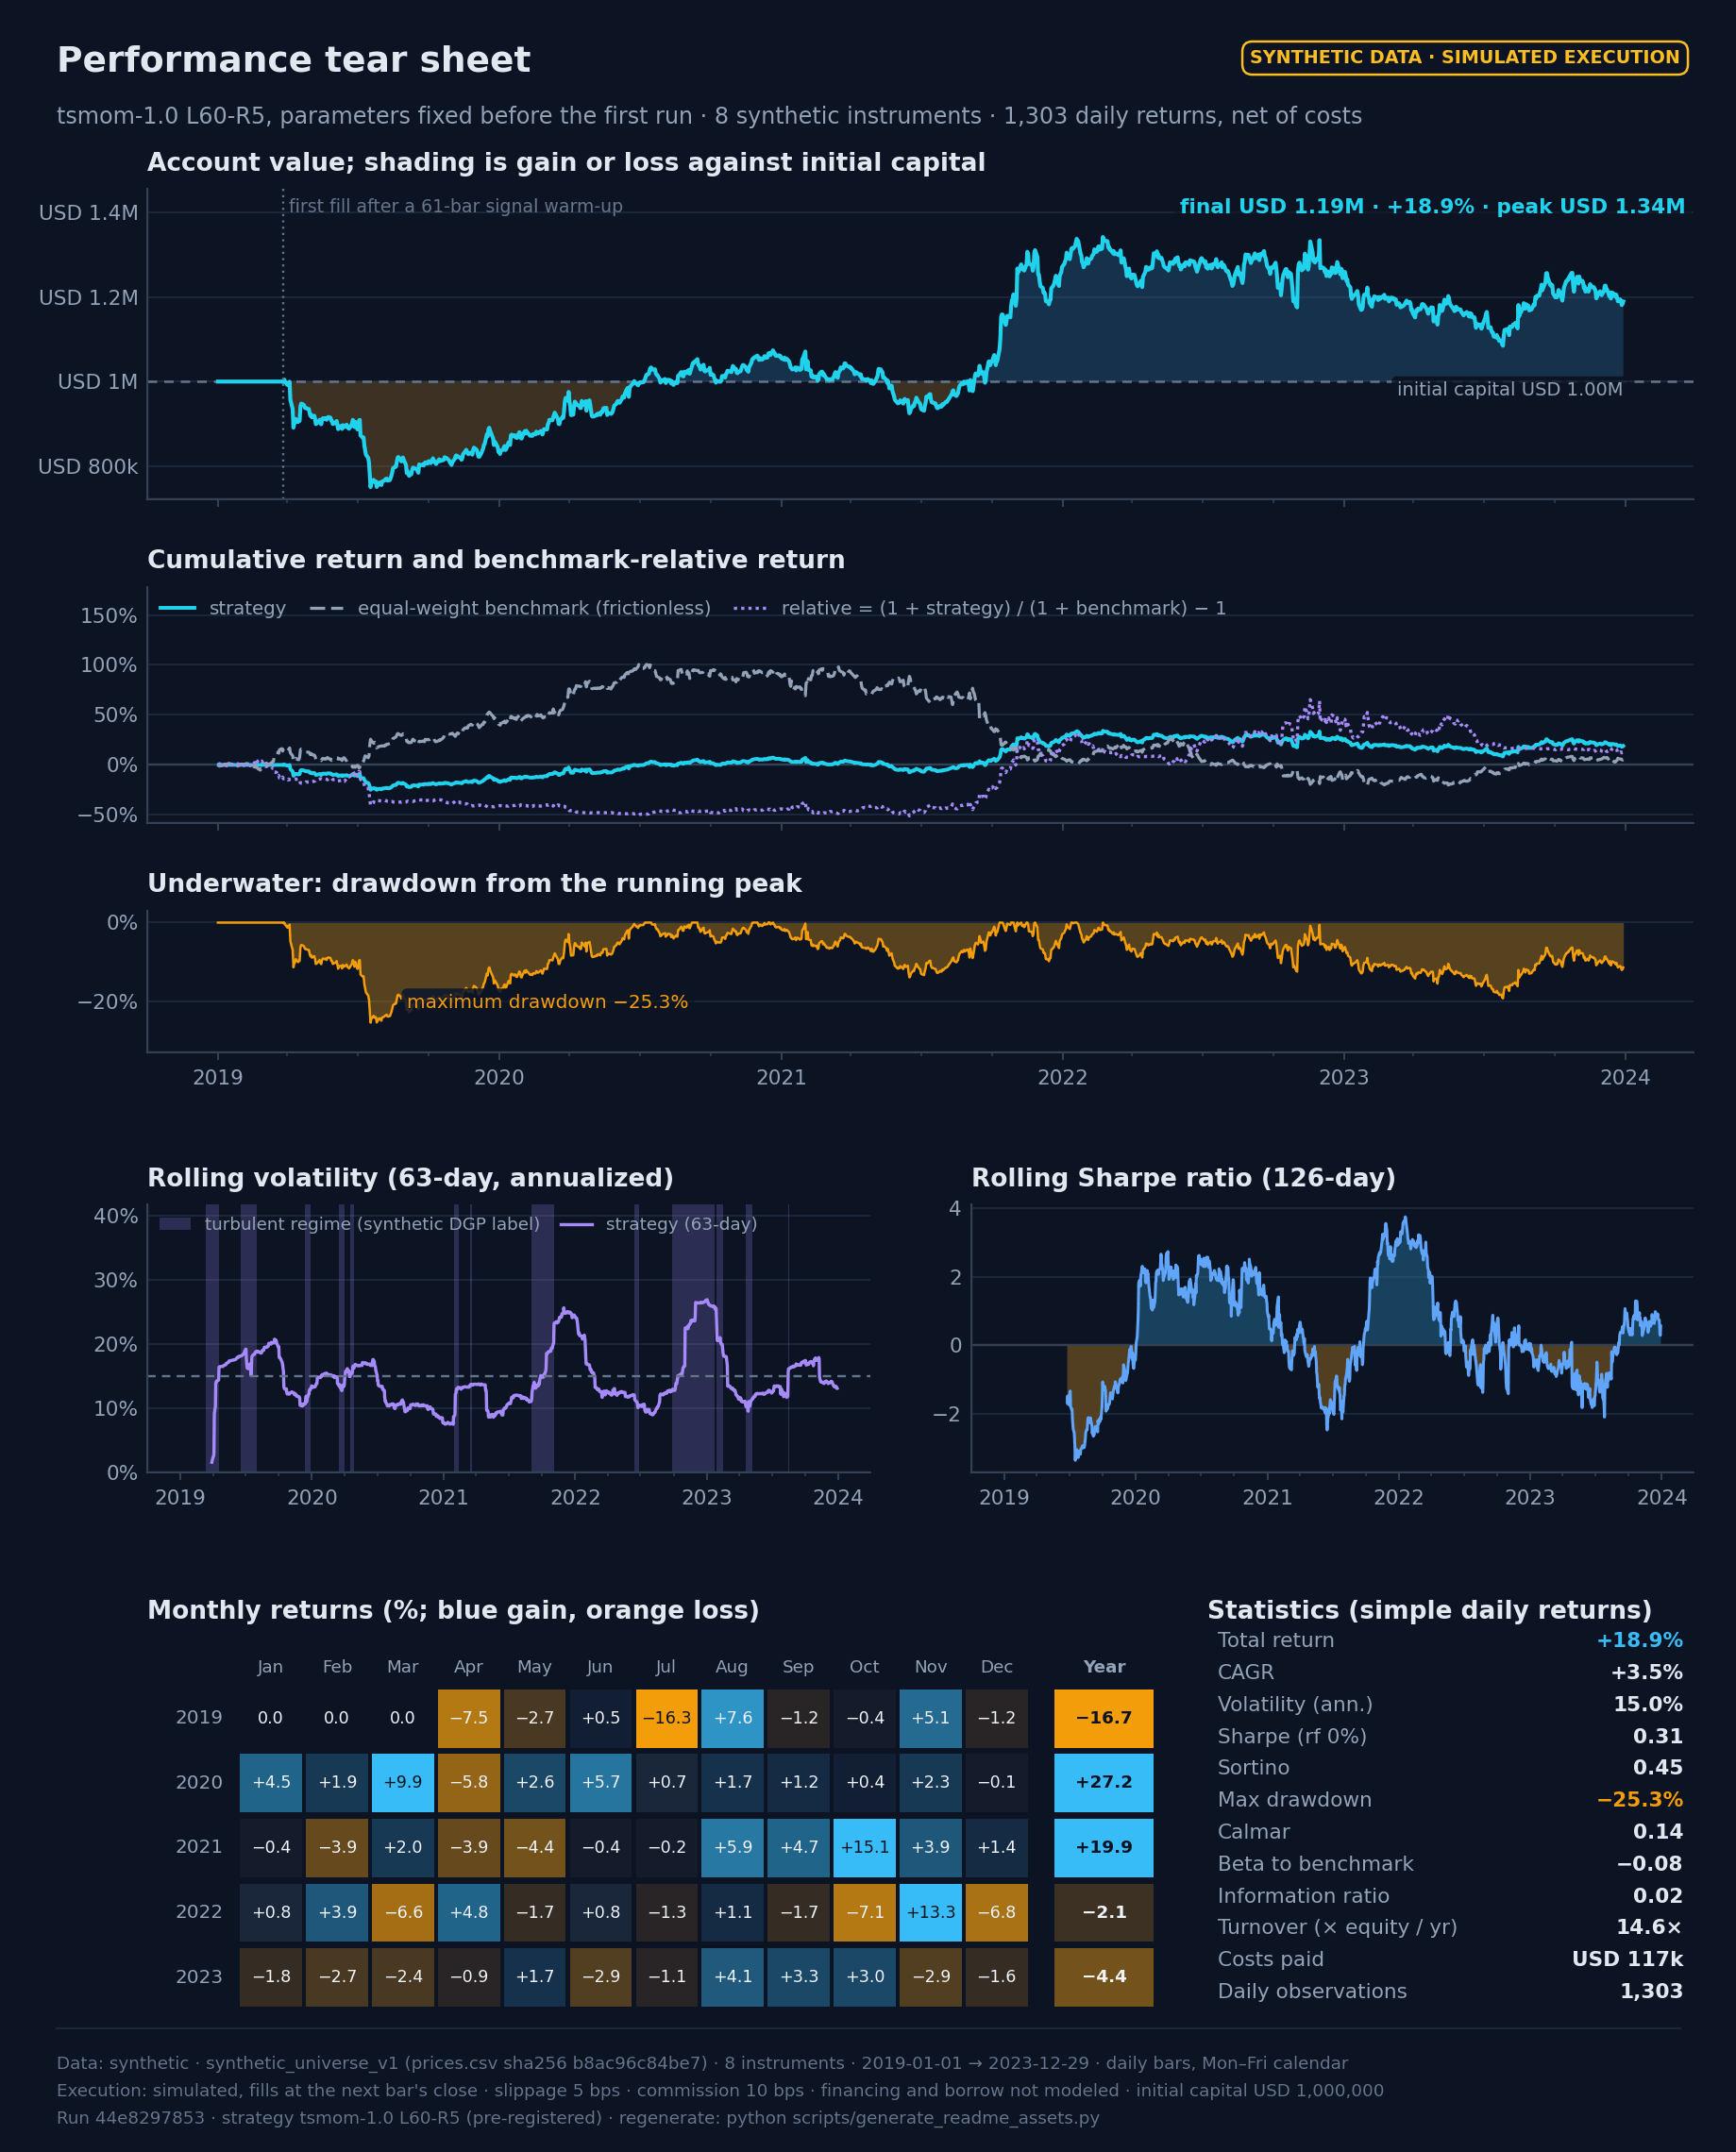 Performance tear sheet
SYNTHETIC DATA · SIMULATED EXECUTION
tsmom-1.0 L60-R5, parameters fixed before the first run · 8 synthetic instruments · 1,303 daily returns, net of costs
Account value; shading is gain or loss against initial capital
first fill after a 61-bar signal warm-up
final USD 1.19M · +18.9% · peak USD 1.34M
USD 1.4M
USD 1.2M
USD 1M
initial capital USD 1.00M
USD 800k
Cumulative return and benchmark-relative return
strategy
equal-weight benchmark (frictionless)
relative = (1 + strategy) / (1 + benchmark) − 1
150%
100%
50%
0%
−50%
Underwater: drawdown from the running peak
0%
−20%
maximum drawdown −25.3%
2019 2020 2021 2022 2023 2024
Rolling volatility (63-day, annualized)
turbulent regime (synthetic DGP label)
strategy (63-day)
40%
30%
20%
10%
0%
2019 2020 2021 2022 2023 2024
Rolling Sharpe ratio (126-day)
4
2
0
−2
2019 2020 2021 2022 2023 2024
Monthly returns (%; blue gain, orange loss)
Jan Feb Mar Apr May Jun Jul Aug Sep Oct Nov Dec Year
2019 0.0 0.0 0.0 −7.5 −2.7 +0.5 −16.3 +7.6 −1.2 −0.4 +5.1 −1.2 −16.7
2020 +4.5 +1.9 +9.9 −5.8 +2.6 +5.7 +0.7 +1.7 +1.2 +0.4 +2.3 −0.1 +27.2
2021 −0.4 −3.9 +2.0 −3.9 −4.4 −0.4 −0.2 +5.9 +4.7 +15.1 +3.9 +1.4 +19.9
2022 +0.8 +3.9 −6.6 +4.8 −1.7 +0.8 −1.3 +1.1 −1.7 −7.1 +13.3 −6.8 −2.1
2023 −1.8 −2.7 −2.4 −0.9 +1.7 −2.9 −1.1 +4.1 +3.3 +3.0 −2.9 −1.6 −4.4
Statistics (simple daily returns)
Total return +18.9%
CAGR +3.5%
Volatility (ann.) 15.0%
Sharpe (rf 0%) 0.31
Sortino 0.45
Max drawdown −25.3%
Calmar 0.14
Beta to benchmark −0.08
Information ratio 0.02
Turnover (× equity / yr) 14.6×
Costs paid USD 117k
Daily observations 1,303
Data: synthetic · synthetic_universe_v1 (prices.csv sha256 b8ac96c84be7) · 8 instruments · 2019-01-01 → 2023-12-29 · daily bars, Mon–Fri calendar
Execution: simulated, fills at the next bar's close · slippage 5 bps · commission 10 bps · financing and borrow not modeled · initial capital USD 1,000,000
Run 44e8297853 · strategy tsmom-1.0 L60-R5 (pre-registered) · regenerate: python scripts/generate_readme_assets.py